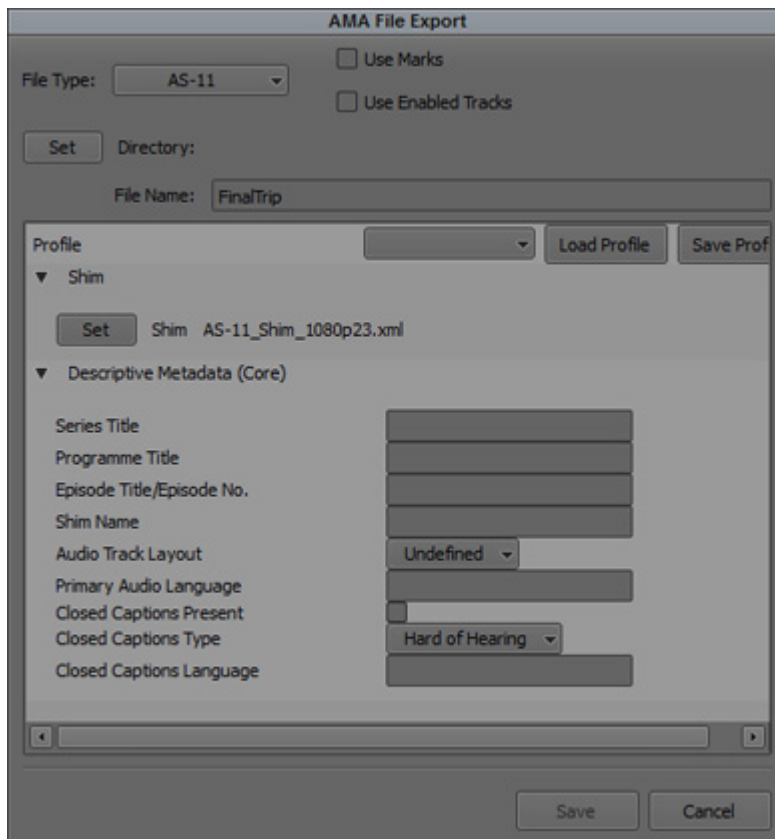 AMA File Export
Use Marks
File Type: AS-11
Use Enabled Tracks
Set Directory:
File Name: FinalTrip
Profile Load Profile Save Prof
Shim
Set Shim AS-11_Shim_1080p23.xml
Descriptive Metadata (Core)
Series Title
Programme Title
Episode Title/Episode No.
Shim Name
Audio Track Layout Undefined
Primary Audio Language
Closed Captions Present
Closed Captions Type Hard of Hearing
Closed Captions Language
Save Cancel